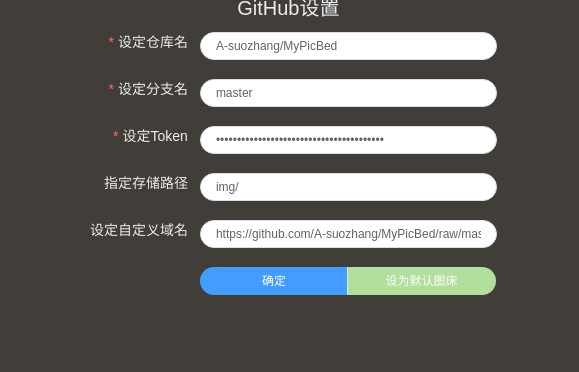 GitHub设置
* 设定仓库名 A-suozhang/MyPicBed
* 设定分支名 master
* 设定Token ••••••••••••••••••••••••••••••••••••••••
指定存储路径 img/
设定自定义域名 https://github.com/A-suozhang/MyPicBed/raw/mas
确定 设为默认图床